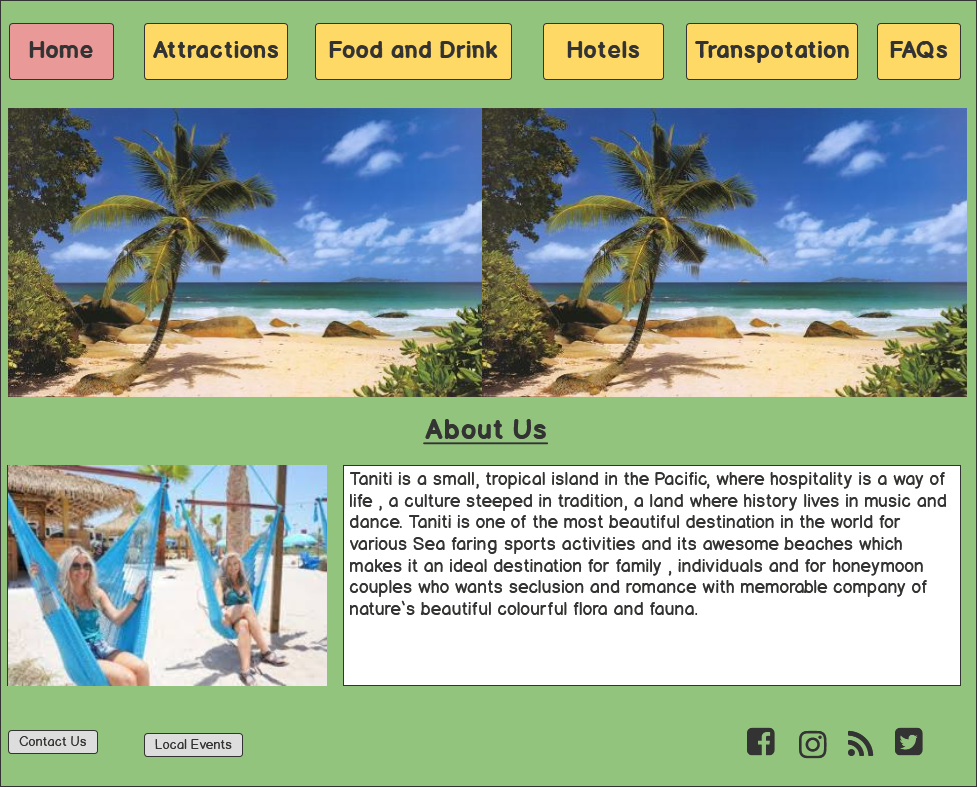 Home Attractions Food and Drink Hotels Transpotation FAQs
About Us
Taniti is a small, tropical island in the Pacific, where hospitality is a way of
life , a culture steeped in tradition, a land where history lives in music and
dance. Taniti is one of the most beautiful destination in the world for
various Sea faring sports activities and its awesome beaches which
makes it an ideal destination for family , individuals and for honeymoon
couples who wants seclusion and romance with memorable company of
nature`s beautiful colourful flora and fauna.
Contact Us Local Events